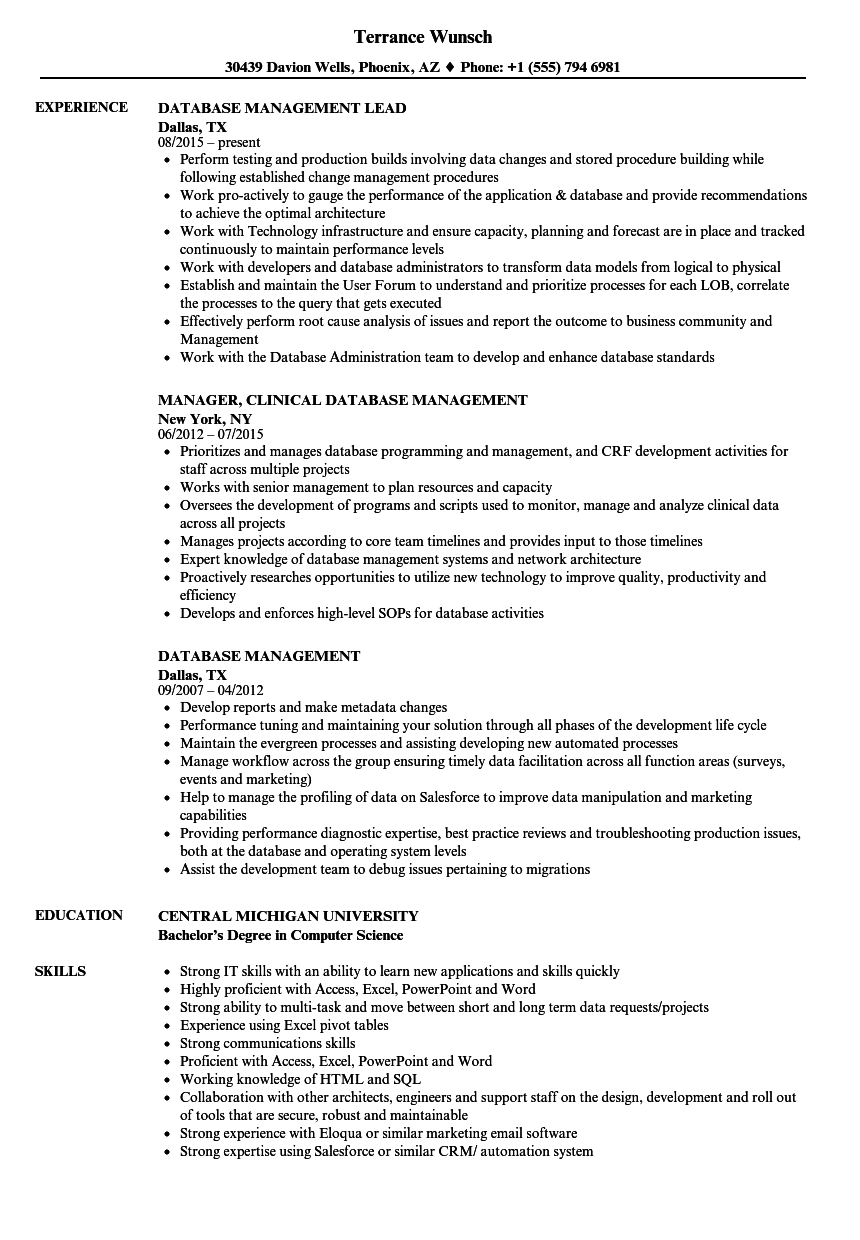 Terrance Wunsch
30439 Davion Wells, Phoenix, AZ ♦ Phone: +1 (555) 794 6981
EXPERIENCE
DATABASE MANAGEMENT LEAD
Dallas, TX
08/2015 – present
• Perform testing and production builds involving data changes and stored procedure building while
following established change management procedures
• Work pro-actively to gauge the performance of the application & database and provide recommendations
to achieve the optimal architecture
• Work with Technology infrastructure and ensure capacity, planning and forecast are in place and tracked
continuously to maintain performance levels
• Work with developers and database administrators to transform data models from logical to physical
• Establish and maintain the User Forum to understand and prioritize processes for each LOB, correlate
the processes to the query that gets executed
• Effectively perform root cause analysis of issues and report the outcome to business community and
Management
• Work with the Database Administration team to develop and enhance database standards
MANAGER, CLINICAL DATABASE MANAGEMENT
New York, NY
06/2012 – 07/2015
• Prioritizes and manages database programming and management, and CRF development activities for
staff across multiple projects
• Works with senior management to plan resources and capacity
• Oversees the development of programs and scripts used to monitor, manage and analyze clinical data
across all projects
• Manages projects according to core team timelines and provides input to those timelines
• Expert knowledge of database management systems and network architecture
• Proactively researches opportunities to utilize new technology to improve quality, productivity and
efficiency
• Develops and enforces high-level SOPs for database activities
DATABASE MANAGEMENT
Dallas, TX
09/2007 – 04/2012
• Develop reports and make metadata changes
• Performance tuning and maintaining your solution through all phases of the development life cycle
• Maintain the evergreen processes and assisting developing new automated processes
• Manage workflow across the group ensuring timely data facilitation across all function areas (surveys,
events and marketing)
• Help to manage the profiling of data on Salesforce to improve data manipulation and marketing
capabilities
• Providing performance diagnostic expertise, best practice reviews and troubleshooting production issues,
both at the database and operating system levels
• Assist the development team to debug issues pertaining to migrations
EDUCATION
CENTRAL MICHIGAN UNIVERSITY
Bachelor's Degree in Computer Science
SKILLS
• Strong IT skills with an ability to learn new applications and skills quickly
• Highly proficient with Access, Excel, PowerPoint and Word
• Strong ability to multi-task and move between short and long term data requests/projects
• Experience using Excel pivot tables
• Strong communications skills
• Proficient with Access, Excel, PowerPoint and Word
• Working knowledge of HTML and SQL
• Collaboration with other architects, engineers and support staff on the design, development and roll out
of tools that are secure, robust and maintainable
• Strong experience with Eloqua or similar marketing email software
• Strong expertise using Salesforce or similar CRM/ automation system